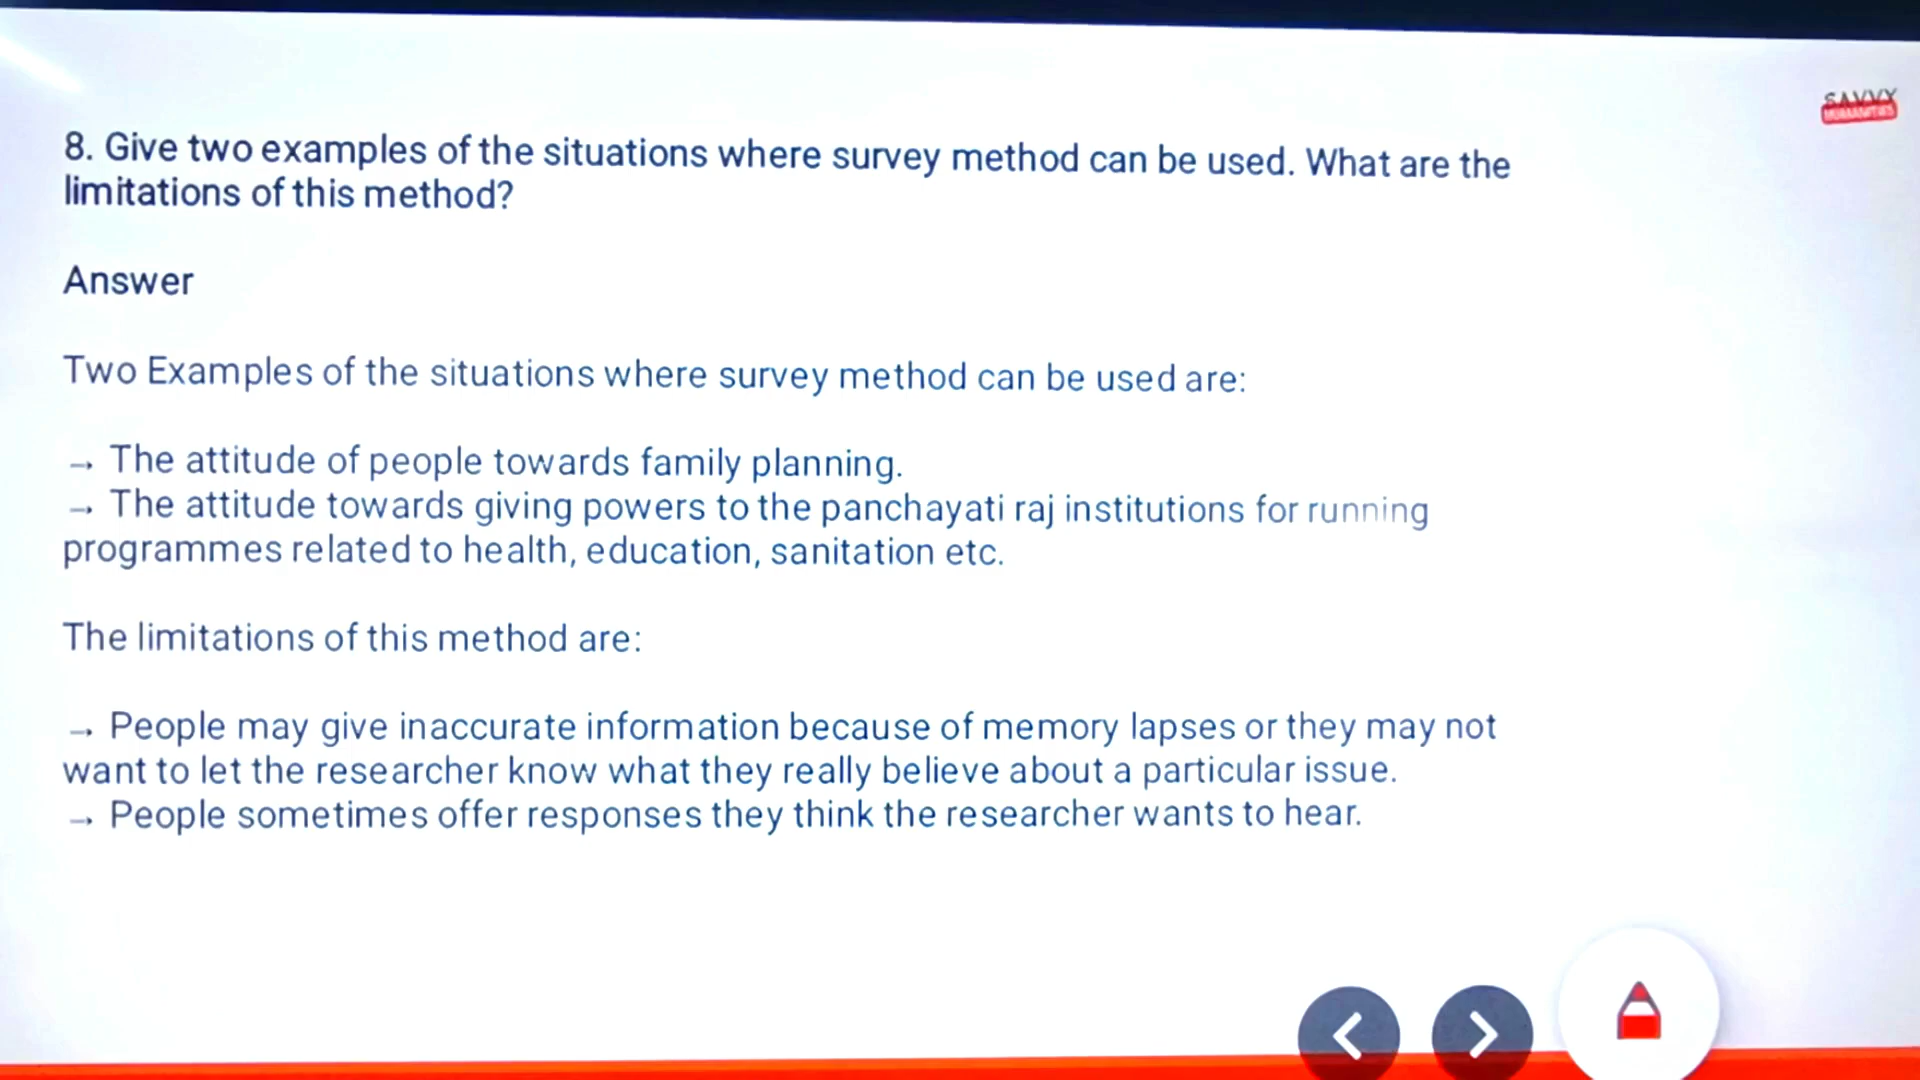 SAVVY
HUMANITIES
8. Give two examples of the situations where survey method can be used. What are the
limitations of this method?
Answer
Two Examples of the situations where survey method can be used are:
→ The attitude of people towards family planning.
→ The attitude towards giving powers to the panchayati raj institutions for running
programmes related to health, education, sanitation etc.
The limitations of this method are:
→ People may give inaccurate information because of memory lapses or they may not
want to let the researcher know what they really believe about a particular issue.
→ People sometimes offer responses they think the researcher wants to hear.